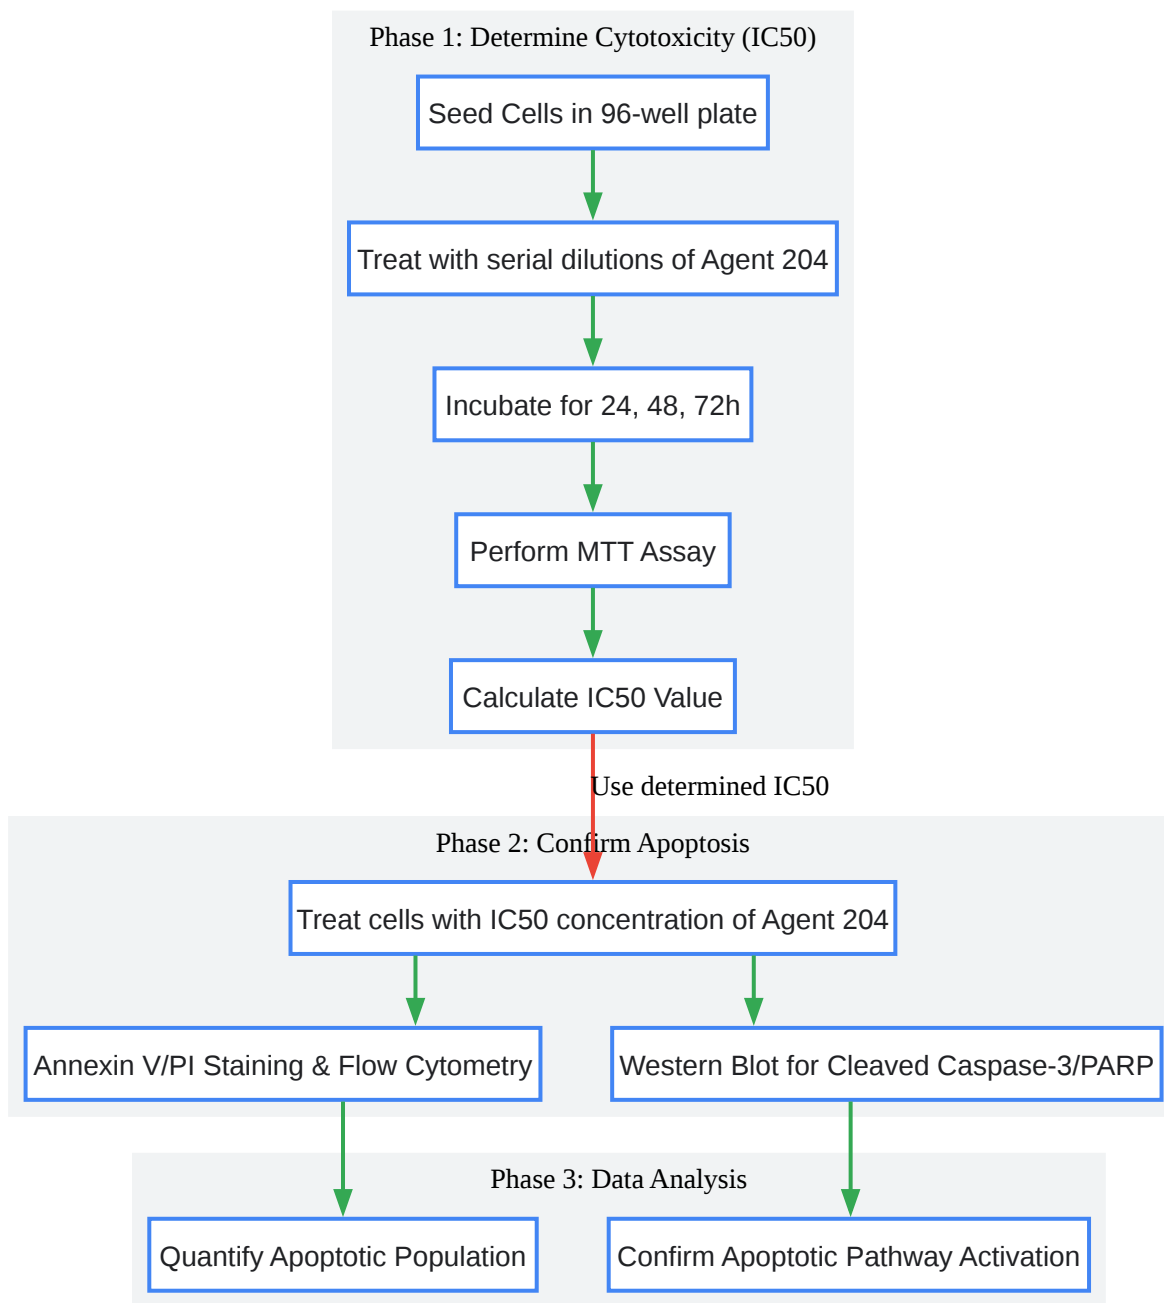 Phase 1: Determine Cytotoxicity (IC50)
Seed Cells in 96-well plate
Treat with serial dilutions of Agent 204
Incubate for 24, 48, 72h
Perform MTT Assay
Calculate IC50 Value
Use determined IC50
Phase 2: Confirm Apoptosis
Treat cells with IC50 concentration of Agent 204
Annexin V/PI Staining & Flow Cytometry
Western Blot for Cleaved Caspase-3/PARP
Phase 3: Data Analysis
Quantify Apoptotic Population
Confirm Apoptotic Pathway Activation